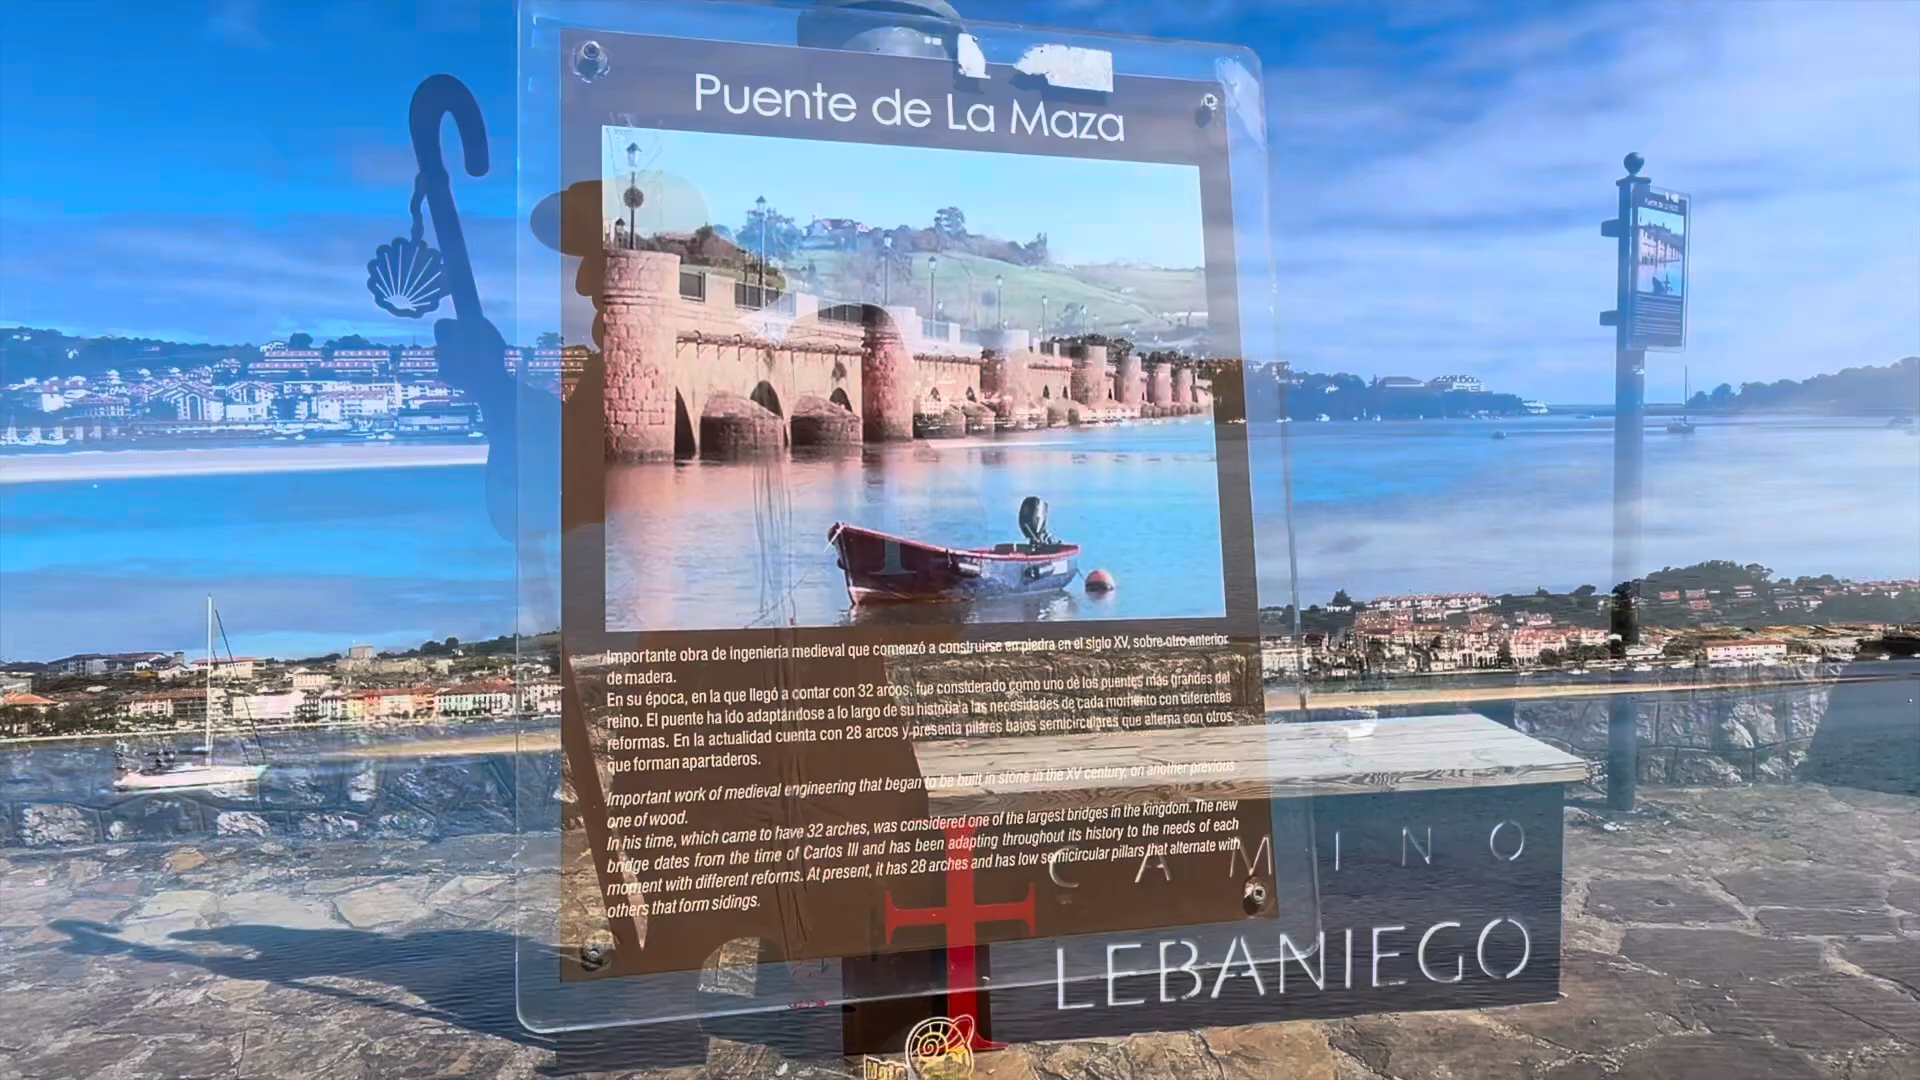 Puente de La Maza
Importante obra de ingeniería medieval que comenzó a construirse en piedra en el siglo XV, sobre otro anterior
de madera.
En su época, en la que llegó a contar con 32 arcos, fue considerado como uno de los puentes más grandes del
reino. El puente ha ido adaptándose a lo largo de su historia a las necesidades de cada momento con diferentes
reformas. En la actualidad cuenta con 28 arcos y presenta pilares bajos semicirculares que alterna con otros
que forman apartaderos.
Important work of medieval engineering that began to be built in stone in the XV century, on another previous
one of wood.
In his time, which came to have 32 arches, was considered one of the largest bridges in the kingdom. The new
bridge dates from the time of Carlos III and has been adapting throughout its history to the needs of each
moment with different reforms. At present, it has 28 arches and has low semicircular pillars that alternate with
others that form sidings.
Puente de La Maza
CAMINO
LEBANIEGO